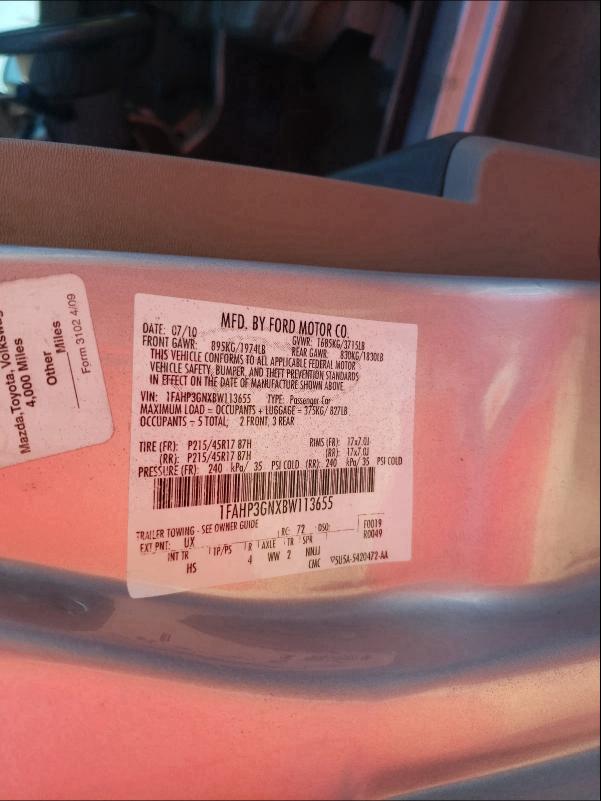 MFD. BY FORD MOTOR CO.
DATE: 07/10 GVWR: 1685KG/3715LB
FRONT GAWR: 895KG/1974LB REAR GAWR: 830KG/1830LB
THIS VEHICLE CONFORMS TO ALL APPLICABLE FEDERAL MOTOR
VEHICLE SAFETY, BUMPER, AND THEFT PREVENTION STANDARDS
IN EFFECT ON THE DATE OF MANUFACTURE SHOWN ABOVE.
VIN: 1FAHP3GNXBW113655 TYPE: Passenger Car
MAXIMUM LOAD = OCCUPANTS + LUGGAGE = 375KG/ 827LB
OCCUPANTS = 5 TOTAL; 2 FRONT, 3 REAR
TIRE (FR): P215/45R17 87H RIMS (FR): 17x7.0J
(RR): P215/45R17 87H (RR): 17x7.0J
PRESSURE (FR): 240 kPa/ 35 PSI COLD (RR): 240 kPa/ 35 PSI COLD
1FAHP3GNXBW113655
TRAILER TOWING - SEE OWNER GUIDE RC: 72 DSO: F0019
EXT PNT: UX R0049
INT TR TP/PS R AXLE TR SPR
HS 4 WW 2 NNJJ
CMC 5U5A-5420472-AA
Mazda,Toyota,Volkswag
4,000 Miles
Other
Miles
Form 3102 4/09